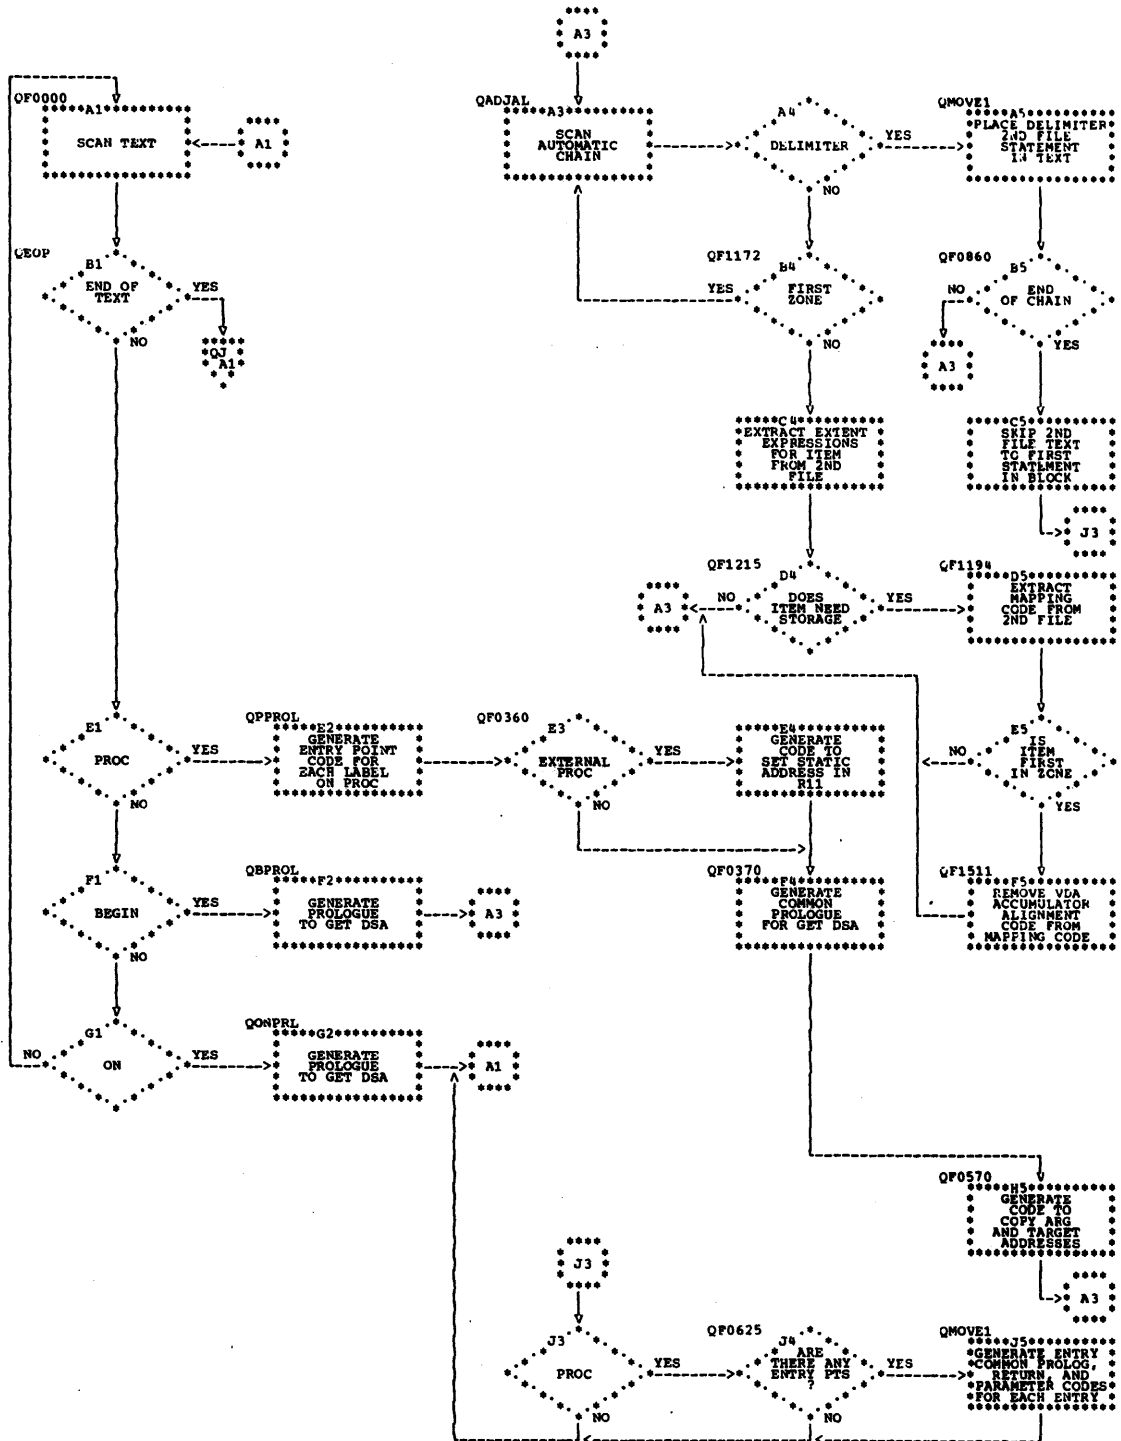 A3
QF0000
A1
SCAN TEXT
A1
QADJAL
A3
SCAN
AUTOMATIC
CHAIN
A4
DELIMITER
YES
NO
QMOVE1
A5
PLACE DELIMITER
2ND FILE
STATEMENT
IN TEXT
QEOP
B1
END OF
TEXT
YES
NO
QJ
A1
QF1172
B4
FIRST
ZONE
YES
NO
QF0860
B5
END
OF CHAIN
NO
YES
A3
C4
EXTRACT EXTENT
EXPRESSIONS
FOR ITEM
FROM 2ND
FILE
C5
SKIP 2ND
FILE TEXT
TO FIRST
STATEMENT
IN BLOCK
J3
QF1215
D4
DOES
ITEM NEED
STORAGE
NO
YES
A3
QF1194
D5
EXTRACT
MAPPING
CODE FROM
2ND FILE
E1
PROC
YES
NO
QPPROL
E2
GENERATE
ENTRY POINT
CODE FOR
EACH LABEL
ON PROC
QF0360
E3
EXTERNAL
PROC
YES
NO
E4
GENERATE
CODE TO
SET STATIC
ADDRESS IN
R11
E5
IS
ITEM
FIRST
IN ZONE
NO
YES
F1
BEGIN
YES
NO
QBPROL
F2
GENERATE
PROLOGUE
TO GET DSA
A3
QF0370
F4
GENERATE
COMMON
PROLOGUE
FOR GET DSA
QF1511
F5
REMOVE VDA
ACCUMULATOR
ALIGNMENT
CODE FROM
MAPPING CODE
G1
ON
NO
YES
QONPRL
G2
GENERATE
PROLOGUE
TO GET DSA
A1
QF0570
H5
GENERATE
CODE TO
COPY ARG
AND TARGET
ADDRESSES
A3
J3
J3
PROC
YES
NO
QF0625
J4
ARE
THERE ANY
ENTRY PTS
?
YES
NO
QMOVE1
J5
GENERATE ENTRY
COMMON PROLOG,
RETURN, AND
PARAMETER CODES
FOR EACH ENTRY